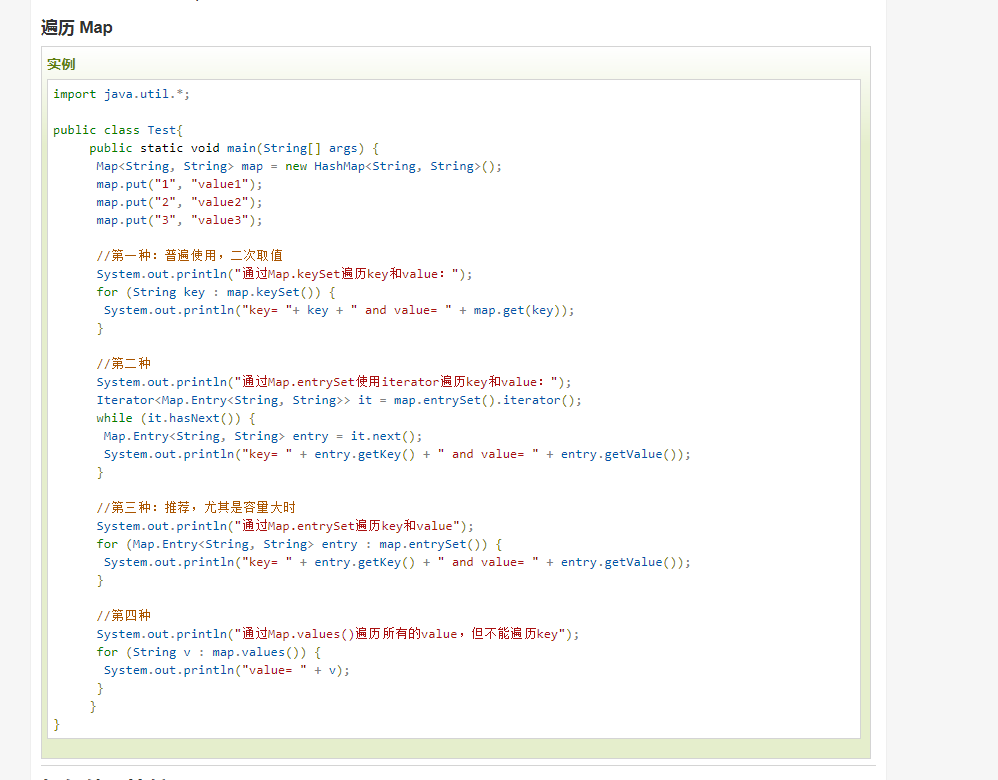 遍历 Map
实例
import java.util.*;
public class Test{
public static void main(String[] args) {
Map<String, String> map = new HashMap<String, String>();
map.put("1", "value1");
map.put("2", "value2");
map.put("3", "value3");
//第一种：普遍使用，二次取值
System.out.println("通过Map.keySet遍历key和value：");
for (String key : map.keySet()) {
System.out.println("key= "+ key + " and value= " + map.get(key));
}
//第二种
System.out.println("通过Map.entrySet使用iterator遍历key和value：");
Iterator<Map.Entry<String, String>> it = map.entrySet().iterator();
while (it.hasNext()) {
Map.Entry<String, String> entry = it.next();
System.out.println("key= " + entry.getKey() + " and value= " + entry.getValue());
}
//第三种：推荐，尤其是容量大时
System.out.println("通过Map.entrySet遍历key和value");
for (Map.Entry<String, String> entry : map.entrySet()) {
System.out.println("key= " + entry.getKey() + " and value= " + entry.getValue());
}
//第四种
System.out.println("通过Map.values()遍历所有的value，但不能遍历key");
for (String v : map.values()) {
System.out.println("value= " + v);
}
}
}